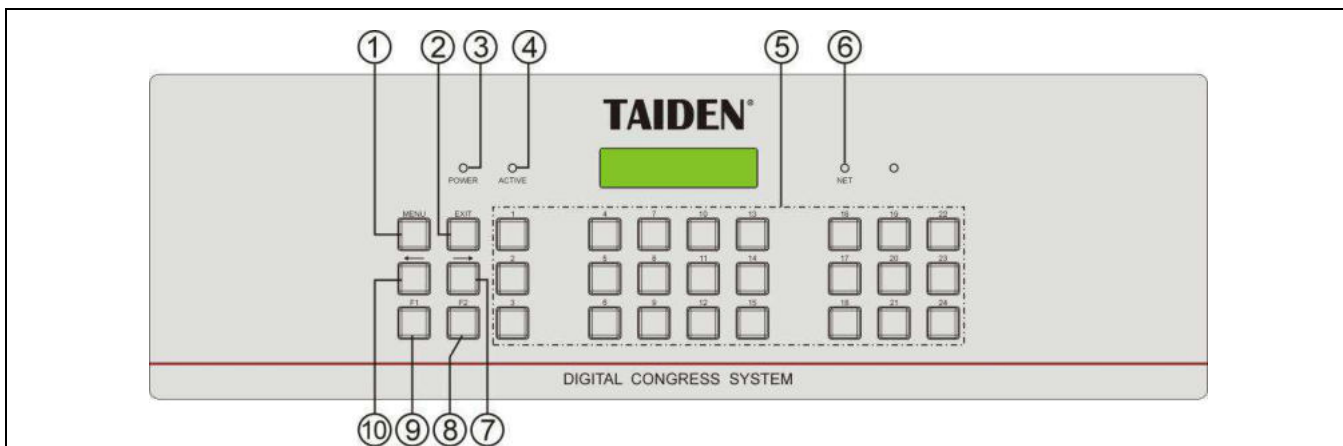 ① ② ③ ④ ⑤ ⑥
TAIDEN®
POWER ACTIVE NET
MENU EXIT 1 4 7 10 13 16 19 22
← → 2 5 8 11 14 17 20 23
F1 F2 3 6 9 12 15 18 21 24
DIGITAL CONGRESS SYSTEM
⑩ ⑨ ⑧ ⑦